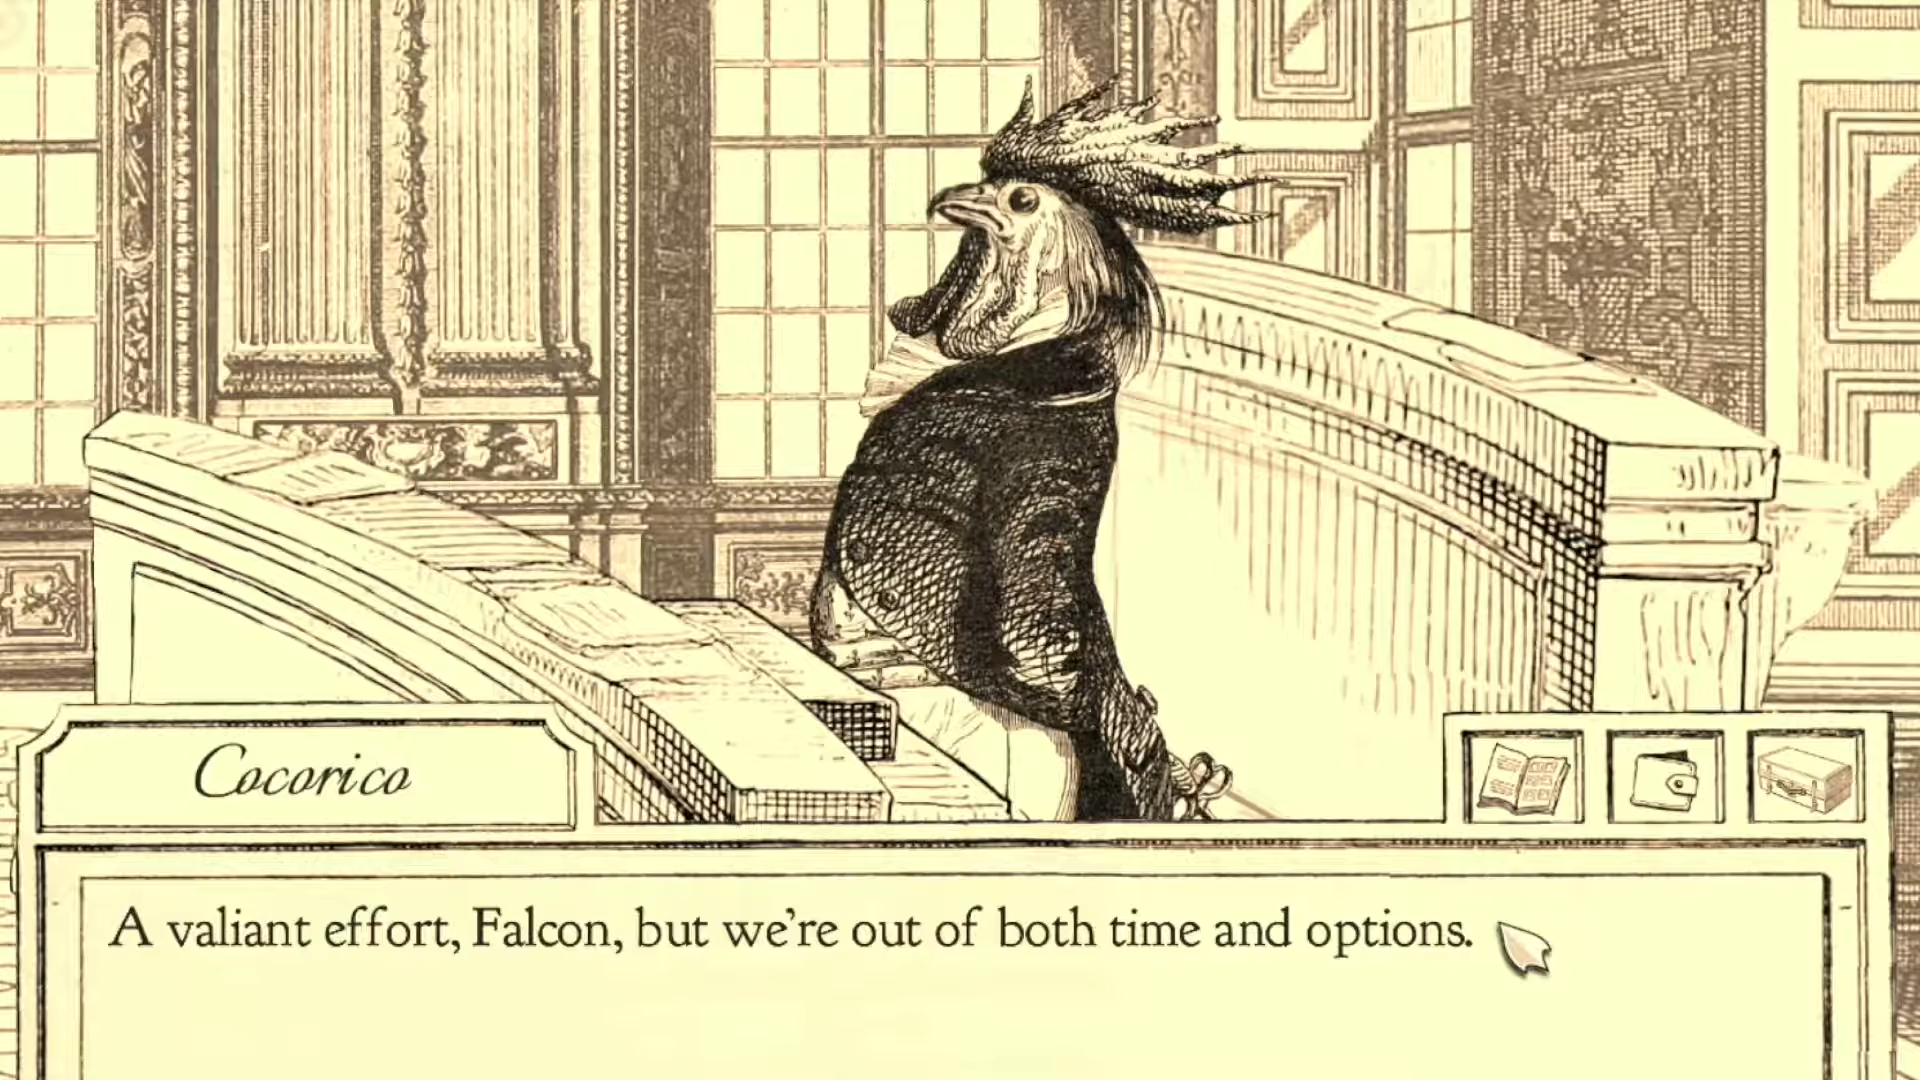 Cocorico
A valiant effort, Falcon, but we're out of both time and options.